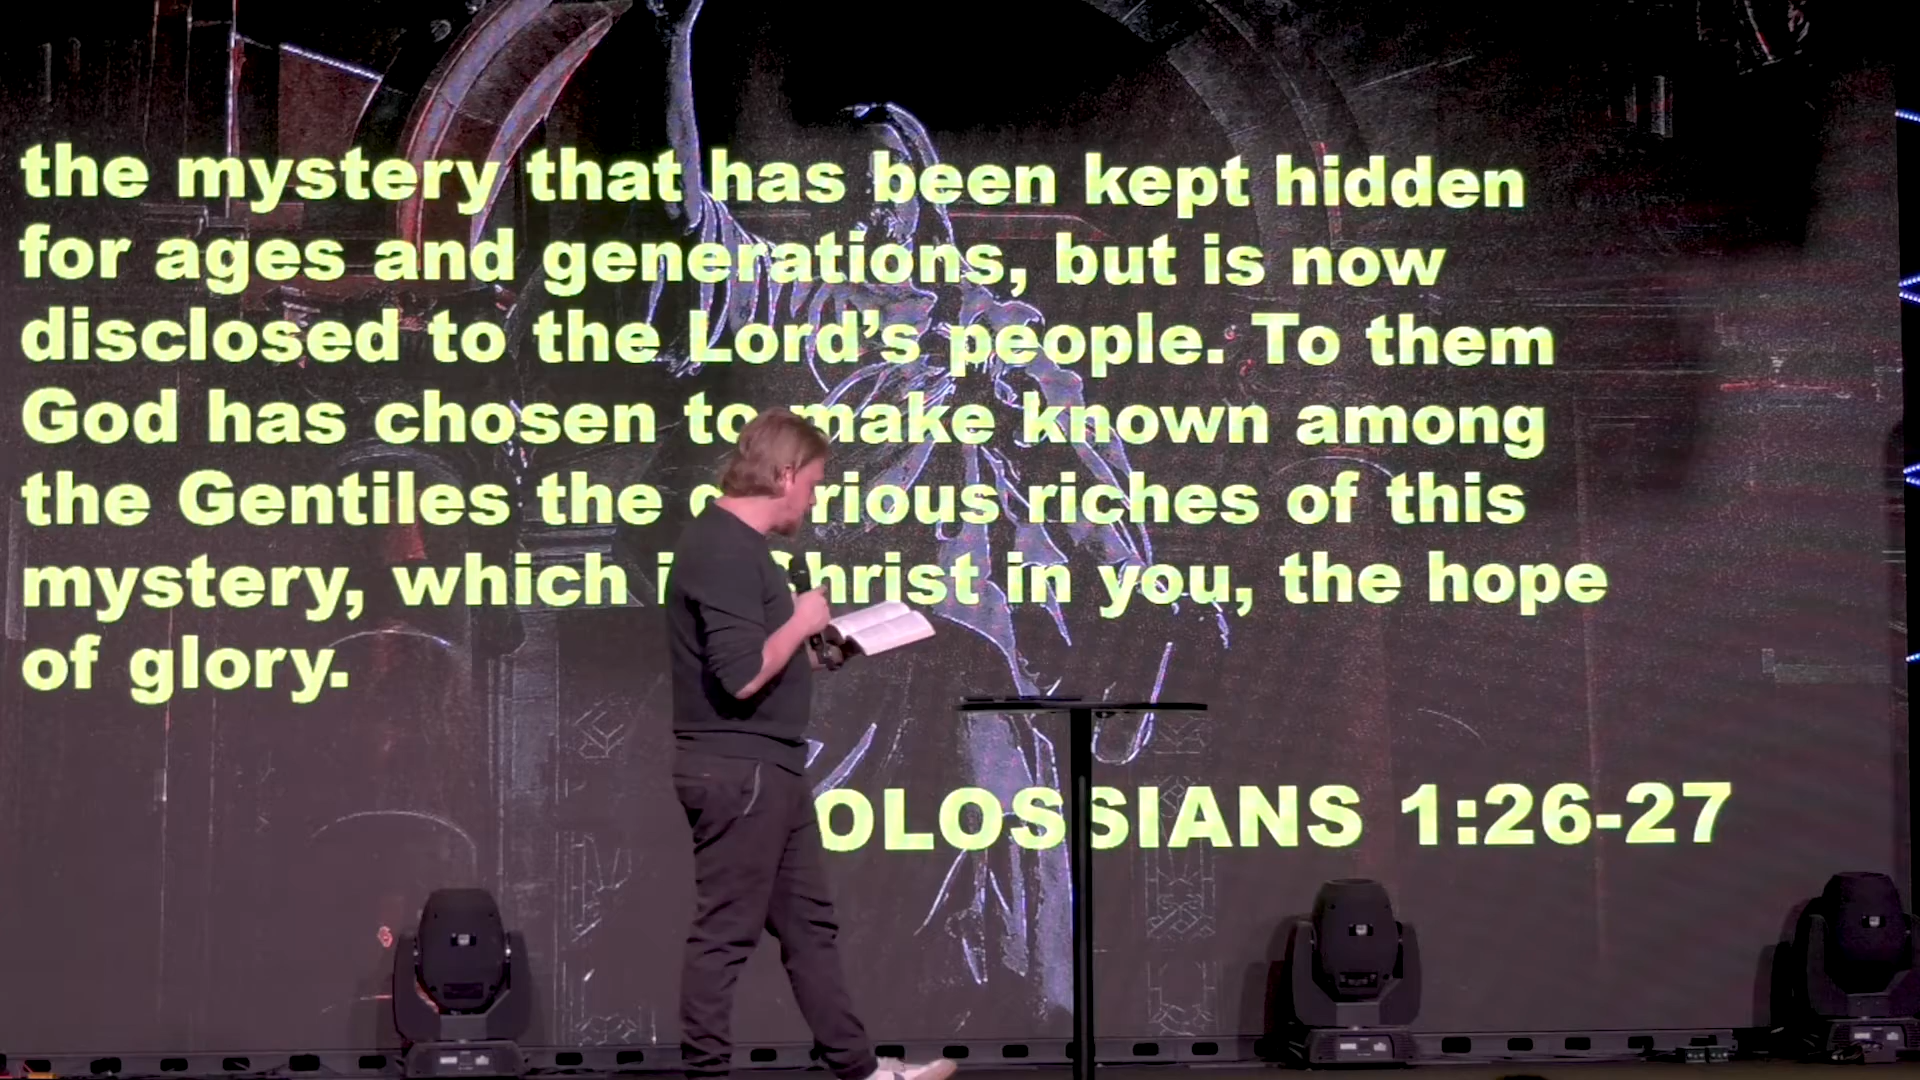 the mystery that has been kept hidden
for ages and generations, but is now
disclosed to the Lord’s people. To them
God has chosen to make known among
the Gentiles the riches of this
mystery, which in you, the hope
of glory.
1:26-27